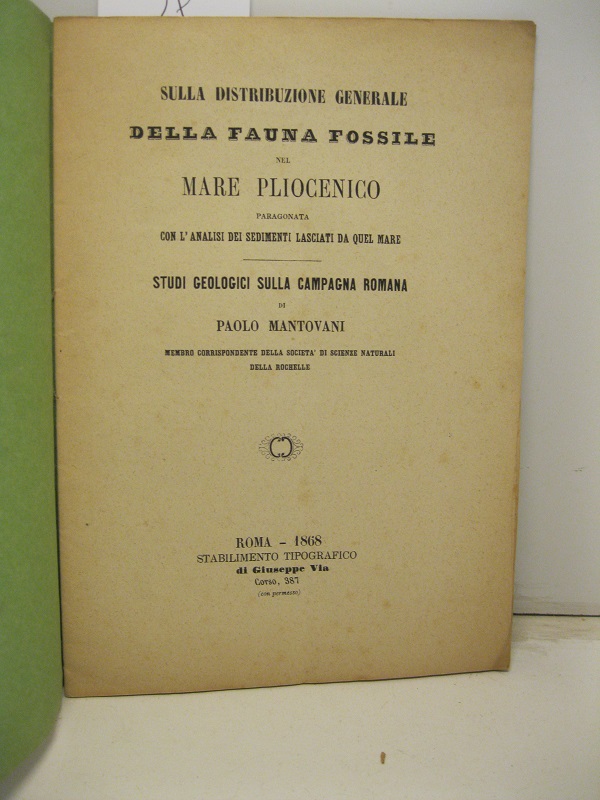 SULLA DISTRIBUZIONE GENERALE
DELLA FAUNA FOSSILE
NEL
MARE PLIOCENICO
PARAGONATA
CON L'ANALISI DEI SEDIMENTI LASCIATI DA QUEL MARE
STUDI GEOLOGICI SULLA CAMPAGNA ROMANA
DI
PAOLO MANTOVANI
MEMBRO CORRISPONDENTE DELLA SOCIETA' DI SCIENZE NATURALI
DELLA ROCHELLE
ROMA - 1868
STABILIMENTO TIPOGRAFICO
di Giuseppe Via
Corso, 387
(con permesso)